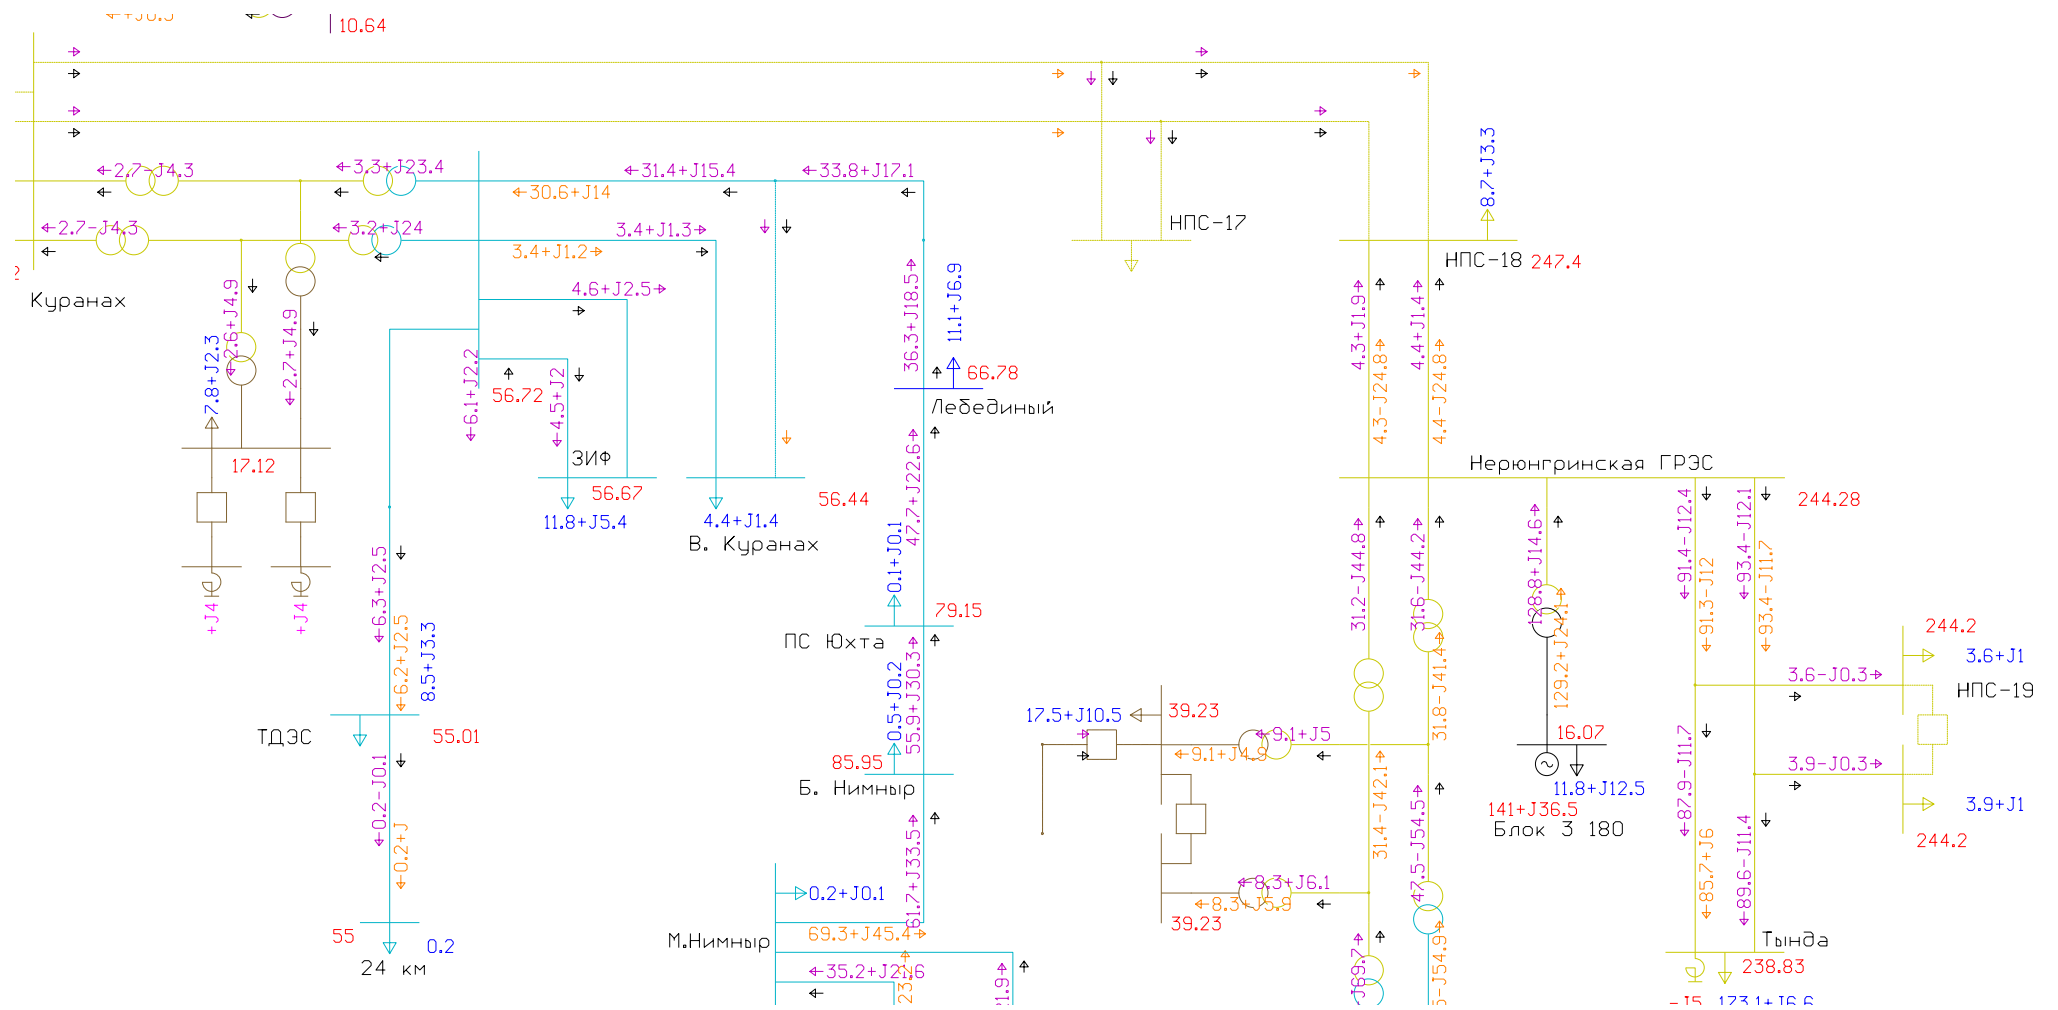 10.64
2.7-J4.3
3.3+J23.4
31.4+J15.4
33.8+J17.1
30.6+J14
8.7+J3.3
НПС-17
2.7-J4.3
3.2+J24
3.4+J1.3
3.4+J1.2
НПС-18 247.4
Куранах
4.6+J2.5
2.6+J4.9
2.7+J4.9
7.8+J2.3
6.1+J2.2
4.5+J2
56.72
36.3+J18.5
11.1+J6.9
66.78
Лебединый
4.3+J1.9
4.4+J1.4
4.3-J24.8
4.4-J24.8
17.12
ЗИФ
56.67
11.8+J5.4
56.44
4.4+J1.4
В. Куранах
47.7+J22.6
0.1+J0.1
Нерюнгринская ГРЭС
244.28
31.2-J44.8
31.6-J44.2
128.8+J14.6
129.2+J24.1
91.4-J12.4
93.4-J12.1
91.3-J12
93.4-J11.7
+J4
+J4
6.3+J2.5
6.2+J2.5
8.5+J3.3
79.15
ПС Юхта
55.9+J30.3
0.5+J0.2
244.2
3.6+J1
3.6-J0.3
НПС-19
ТДЭС
55.01
85.95
Б. Нимныр
17.5+J10.5
39.23
9.1+J5
9.1+J4.9
31.8-J41.4
31.4-J42.1
16.07
11.8+J12.5
141+J36.5
Блок 3 180
3.9-J0.3
3.9+J1
244.2
87.9-J11.7
85.7+J6
89.6-J11.4
0.2-J0.1
0.2+J
61.7+J33.5
47.5-J54.5
8.3+J6.1
8.3+J5.9
39.23
0.2+J0.1
55
0.2
24 км
М.Нимныр
69.3+J45.4
35.2+J21.6
Тында
238.83
-J5
173.1+J6.6